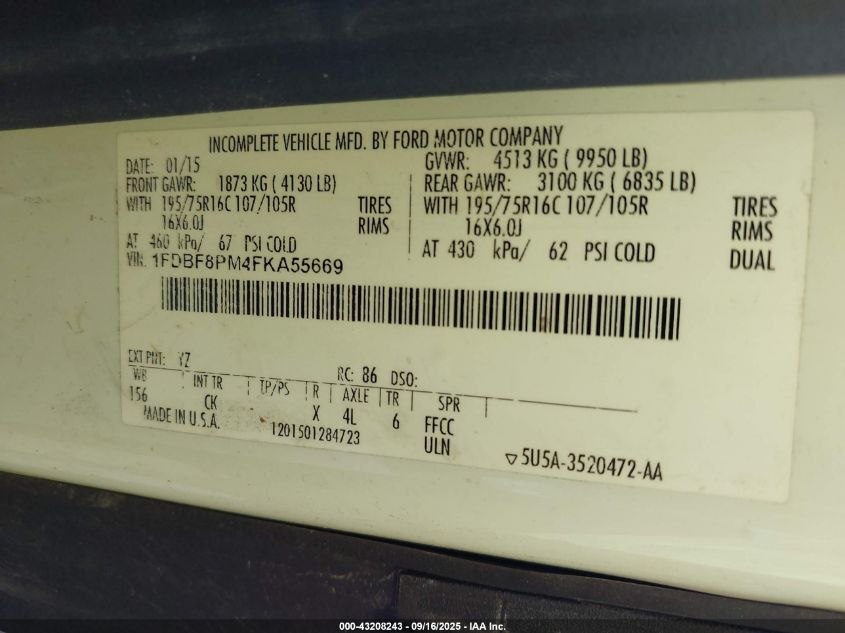 INCOMPLETE VEHICLE MFD. BY FORD MOTOR COMPANY
DATE: 01/15 GVWR: 4513 KG ( 9950 LB)
FRONT GAWR: 1873 KG ( 4130 LB) REAR GAWR: 3100 KG ( 6835 LB)
WITH 195/75R16C 107/105R TIRES WITH 195/75R16C 107/105R TIRES
16X6.0J RIMS 16X6.0J RIMS
AT 460 kPa/ 67 PSI COLD AT 430 kPa/ 62 PSI COLD DUAL
VIN: 1FDBF8PM4FKA55669
EXT PNT: YZ RC: 86 DSO:
WB INT TR TP/PS R AXLE TR SPR
156 CK X 4L 6 FFCC
MADE IN U.S.A. 1201501284723 ULN
▽5U5A-3520472-AA
000-43208243 - 09/16/2025 - IAA Inc.